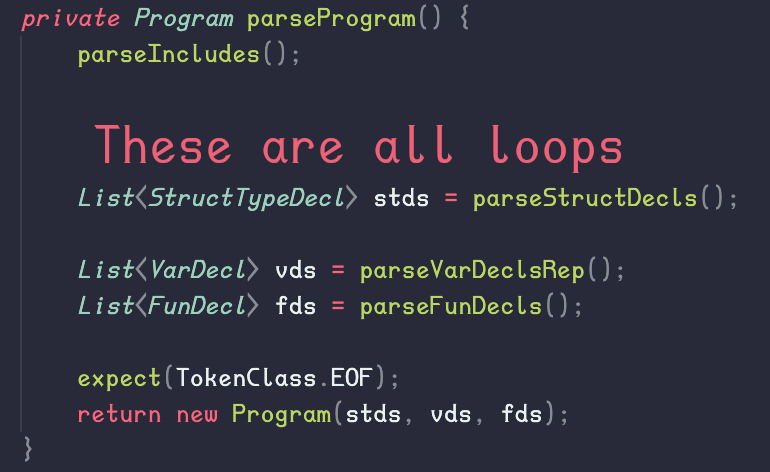 private Program parseProgram() {
parseIncludes();
These are all loops
List<StructTypeDecl> stds = parseStructDecls();
List<VarDecl> vds = parseVarDeclsRep();
List<FunDecl> fds = parseFunDecls();
expect(TokenClass.EOF);
return new Program(stds, vds, fds);
}